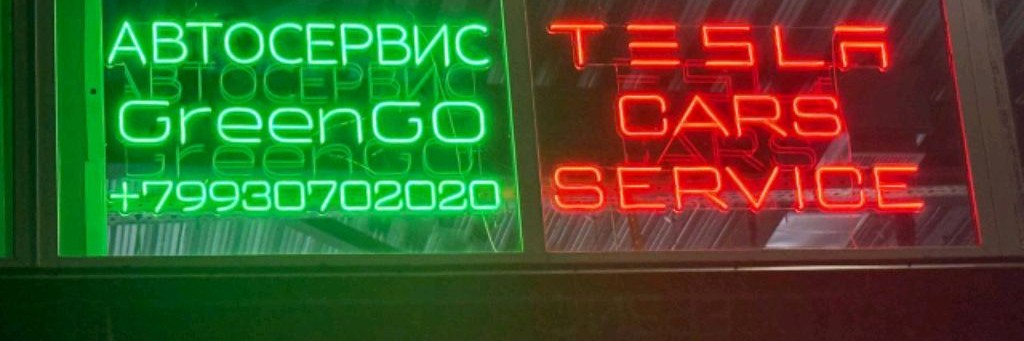 АВТОСЕРВИС
GreenGO
+79930702020
TESLA
CARS
SERVICE